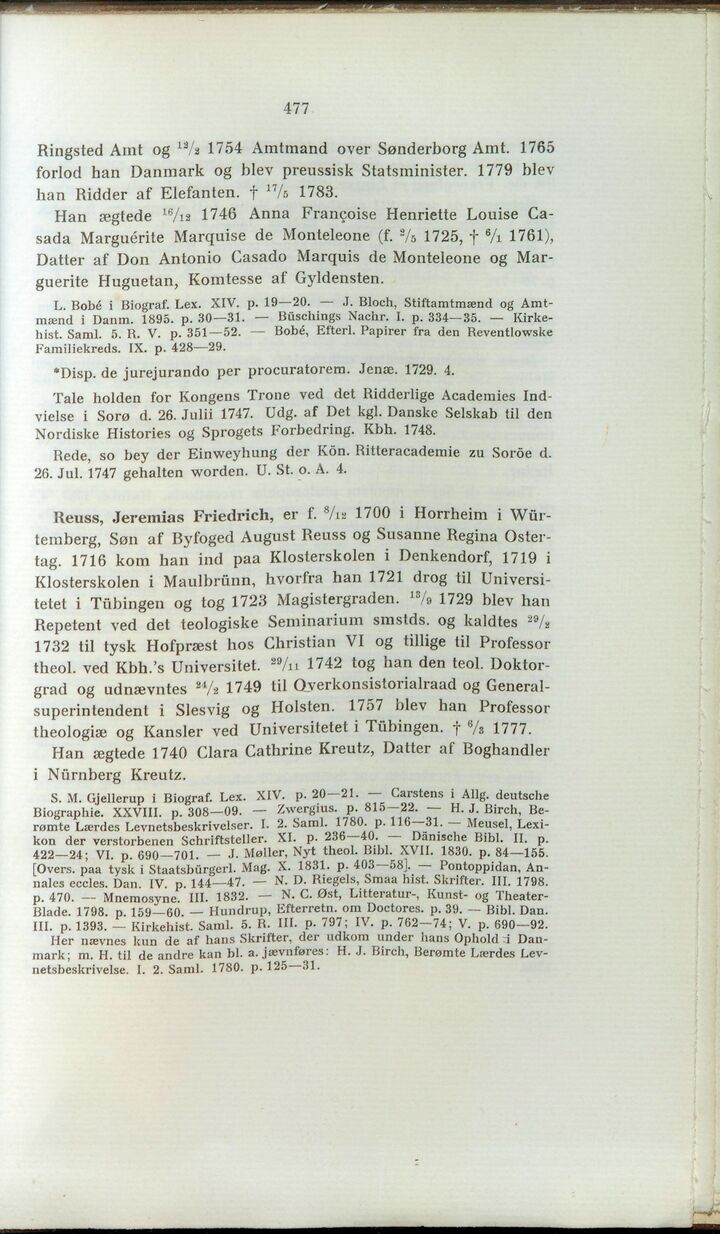 477
Ringsted Amt og 12/2 1754 Amtmand over Sønderborg Amt. 1765
forlod han Danmark og blev preussisk Statsminister. 1779 blev
han Ridder af Elefanten. † 17/5 1783.
Han ægtede 16/12 1746 Anna Françoise Henriette Louise Ca-
sada Marguérite Marquise de Monteleone (f. 2/5 1725, † 6/1 1761),
Datter af Don Antonio Casado Marquis de Monteleone og Mar-
guerite Huguetan, Komtesse af Gyldensten.
L. Bobé i Biograf. Lex. XIV. p. 19—20. — J. Bloch, Stiftamtmænd og Amt-
mænd i Danm. 1895. p. 30—31. — Büschings Nachr. I. p. 334—35. — Kirke-
hist. Saml. 5. R. V. p. 351—52. — Bobé, Efterl. Papirer fra den Reventlowske
Familiekreds. IX. p. 428—29.
*Disp. de jurejurando per procuratorem. Jenæ. 1729. 4.
Tale holden for Kongens Trone ved det Ridderlige Academies Ind-
vielse i Sorø d. 26. Julii 1747. Udg. af Det kgl. Danske Selskab til den
Nordiske Histories og Sprogets Forbedring. Kbh. 1748.
Rede, so bey der Einweyhung der Kön. Ritteracademie zu Soröe d.
26. Jul. 1747 gehalten worden. U. St. o. A. 4.
Reuss, Jeremias Friedrich, er f. 8/12 1700 i Horrheim i Wür-
temberg, Søn af Byfoged August Reuss og Susanne Regina Oster-
tag. 1716 kom han ind paa Klosterskolen i Denkendorf, 1719 i
Klosterskolen i Maulbrünn, hvorfra han 1721 drog til Universi-
tetet i Tübingen og tog 1723 Magistergraden. 13/9 1729 blev han
Repetent ved det teologiske Seminarium smstds. og kaldtes 29/2
1732 til tysk Hofpræst hos Christian VI og tillige til Professor
theol. ved Kbh.'s Universitet. 29/11 1742 tog han den teol. Doktor-
grad og udnævntes 24/2 1749 til Overkonsistorialraad og General-
superintendent i Slesvig og Holsten. 1757 blev han Professor
theologiæ og Kansler ved Universitetet i Tübingen. † 6/3 1777.
Han ægtede 1740 Clara Cathrine Kreutz, Datter af Boghandler
i Nürnberg Kreutz.
S. M. Gjellerup i Biograf. Lex. XIV. p. 20—21. — Carstens i Allg. deutsche
Biographie. XXVIII. p. 308—09. — Zwergius. p. 815—22. — H. J. Birch, Be-
rømte Lærdes Levnetsbeskrivelser. I. 2. Saml. 1780. p. 116—31. — Meusel, Lexi-
kon der verstorbenen Schriftsteller. XI. p. 236—40. — Dänische Bibl. II. p.
422—24; VI. p. 690—701. — J. Møller, Nyt theol. Bibl. XVII. 1830. p. 84—155.
[Overs. paa tysk i Staatsbürgerl. Mag. X. 1831. p. 403—58]. — Pontoppidan, An-
nales eccles. Dan. IV. p. 144—47. — N. D. Riegels, Smaa hist. Skrifter. III. 1798.
p. 470. — Mnemosyne. III. 1832. — N. C. Øst, Litteratur-, Kunst- og Theater-
Blade. 1798. p. 159—60. — Hundrup, Efterretn. om Doctores. p. 39. — Bibl. Dan.
III. p. 1393. — Kirkehist. Saml. 5. R. III. p. 797; IV. p. 762—74; V. p. 690—92.
Her nævnes kun de af hans Skrifter, der udkom under hans Ophold i Dan-
mark; m. H. til de andre kan bl. a. jævnføres: H. J. Birch, Berømte Lærdes Lev-
netsbeskrivelse. I. 2. Saml. 1780. p. 125—31.